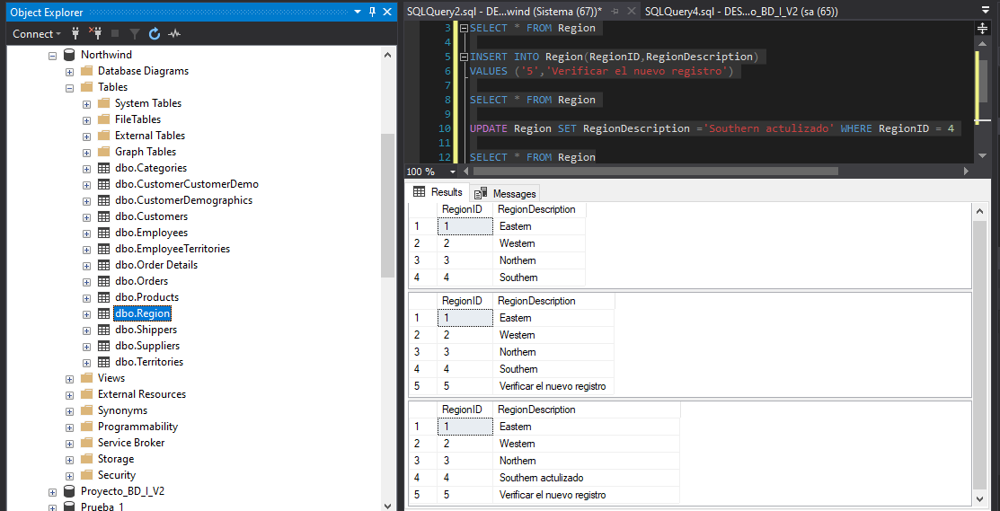 Object Explorer
Connect
Northwind
Database Diagrams
Tables
System Tables
FileTables
External Tables
Graph Tables
dbo.Categories
dbo.CustomerCustomerDemo
dbo.CustomerDemographics
dbo.Customers
dbo.Employees
dbo.EmployeeTerritories
dbo.Order Details
dbo.Orders
dbo.Products
dbo.Region
dbo.Shippers
dbo.Suppliers
dbo.Territories
Views
External Resources
Synonyms
Programmability
Service Broker
Storage
Security
Proyecto_BD_I_V2
Prueba_1
SQLQuery2.sql - DE...wind (Sistema (67))* SQLQuery4.sql - DES...o_BD_I_V2 (sa (65))
3 SELECT * FROM Region
4
5 INSERT INTO Region(RegionID,RegionDescription)
6 VALUES ('5','Verificar el nuevo registro')
7
8 SELECT * FROM Region
9
10 UPDATE Region SET RegionDescription ='Southern actulizado' WHERE RegionID = 4
11
12 SELECT * FROM Region
100 %
Results Messages
RegionID RegionDescription
1 1 Eastern
2 2 Western
3 3 Northern
4 4 Southern
RegionID RegionDescription
1 1 Eastern
2 2 Western
3 3 Northern
4 4 Southern
5 5 Verificar el nuevo registro
RegionID RegionDescription
1 1 Eastern
2 2 Western
3 3 Northern
4 4 Southern actulizado
5 5 Verificar el nuevo registro